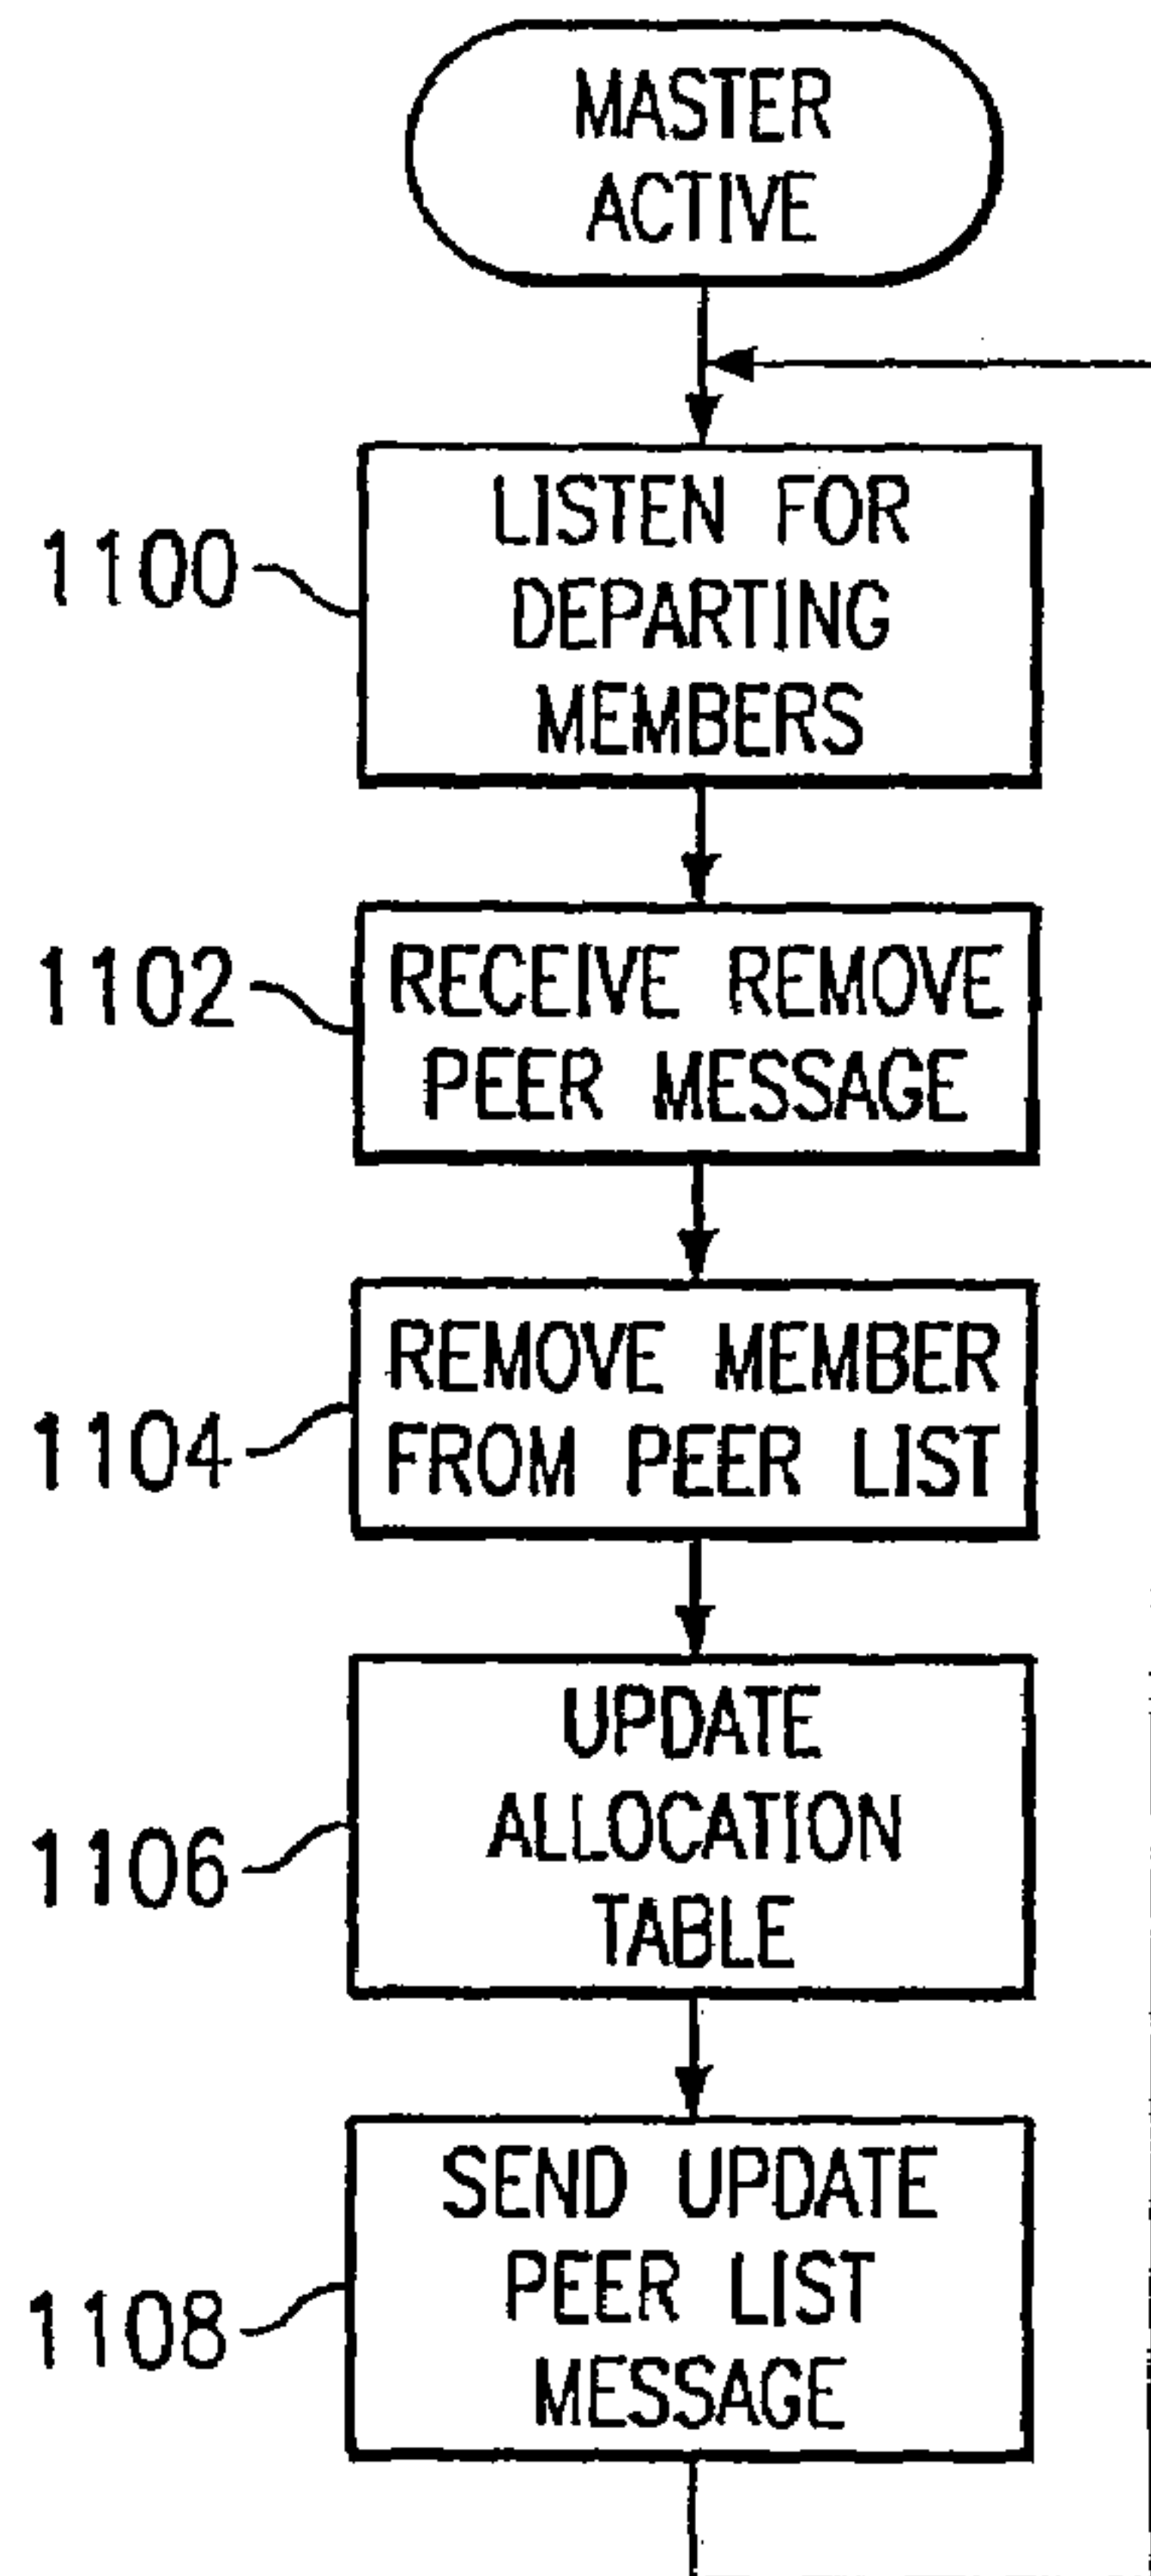 MASTER
ACTIVE
1100
LISTEN FOR
DEPARTING
MEMBERS
1102
RECEIVE REMOVE
PEER MESSAGE
1104
REMOVE MEMBER
FROM PEER LIST
1106
UPDATE
ALLOCATION
TABLE
1108
SEND UPDATE
PEER LIST
MESSAGE